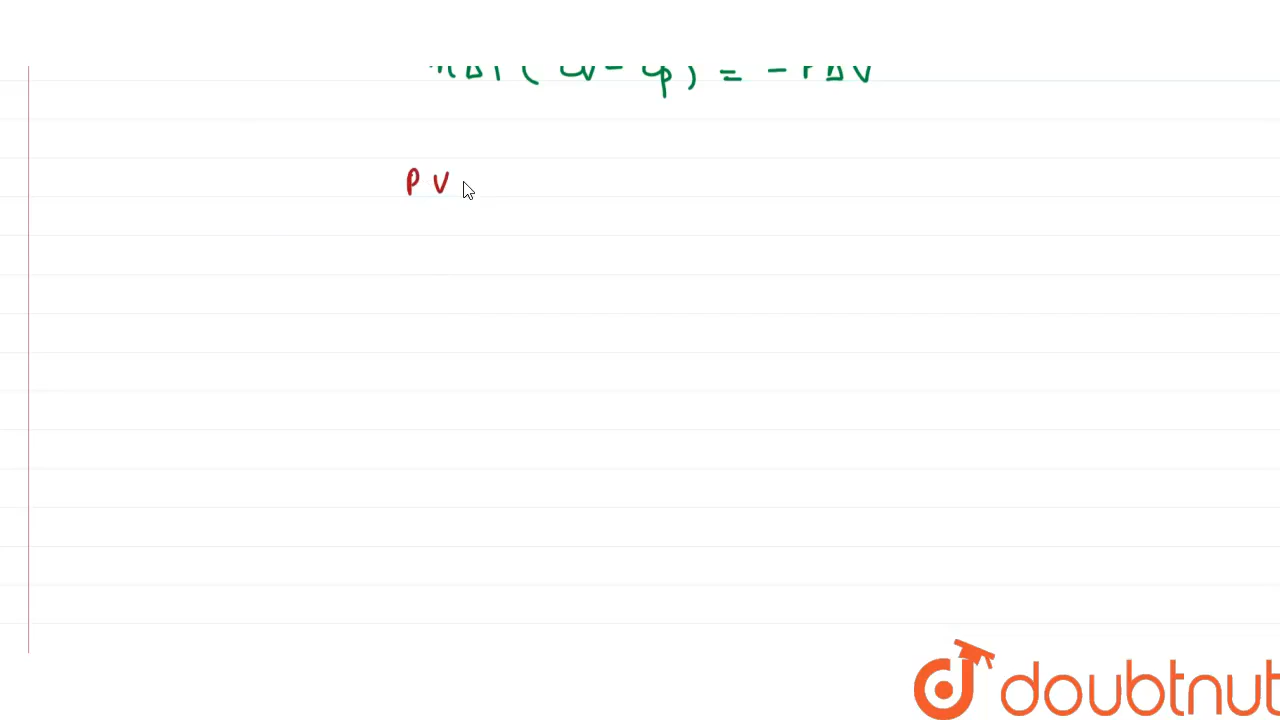 nΔT ( Cv - Cp ) = - PΔV
P V
doubtnut